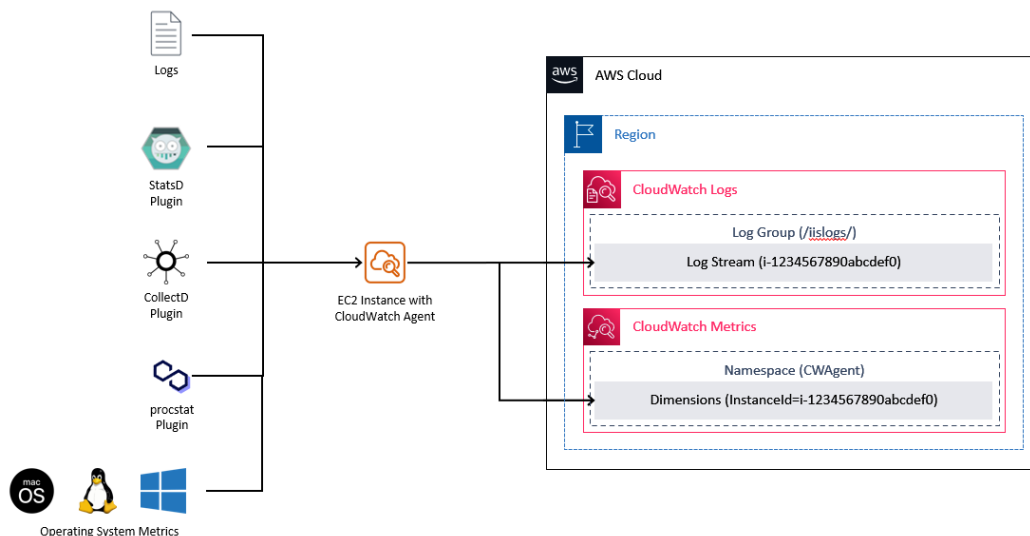 Logs
StatsD
Plugin
CollectD
Plugin
procstat
Plugin
mac
OS
Operating System Metrics
EC2 Instance with
CloudWatch Agent
aws
AWS Cloud
Region
CloudWatch Logs
Log Group (/iislogs/)
Log Stream (i-1234567890abcdef0)
CloudWatch Metrics
Namespace (CWAgent)
Dimensions (InstanceId=i-1234567890abcdef0)